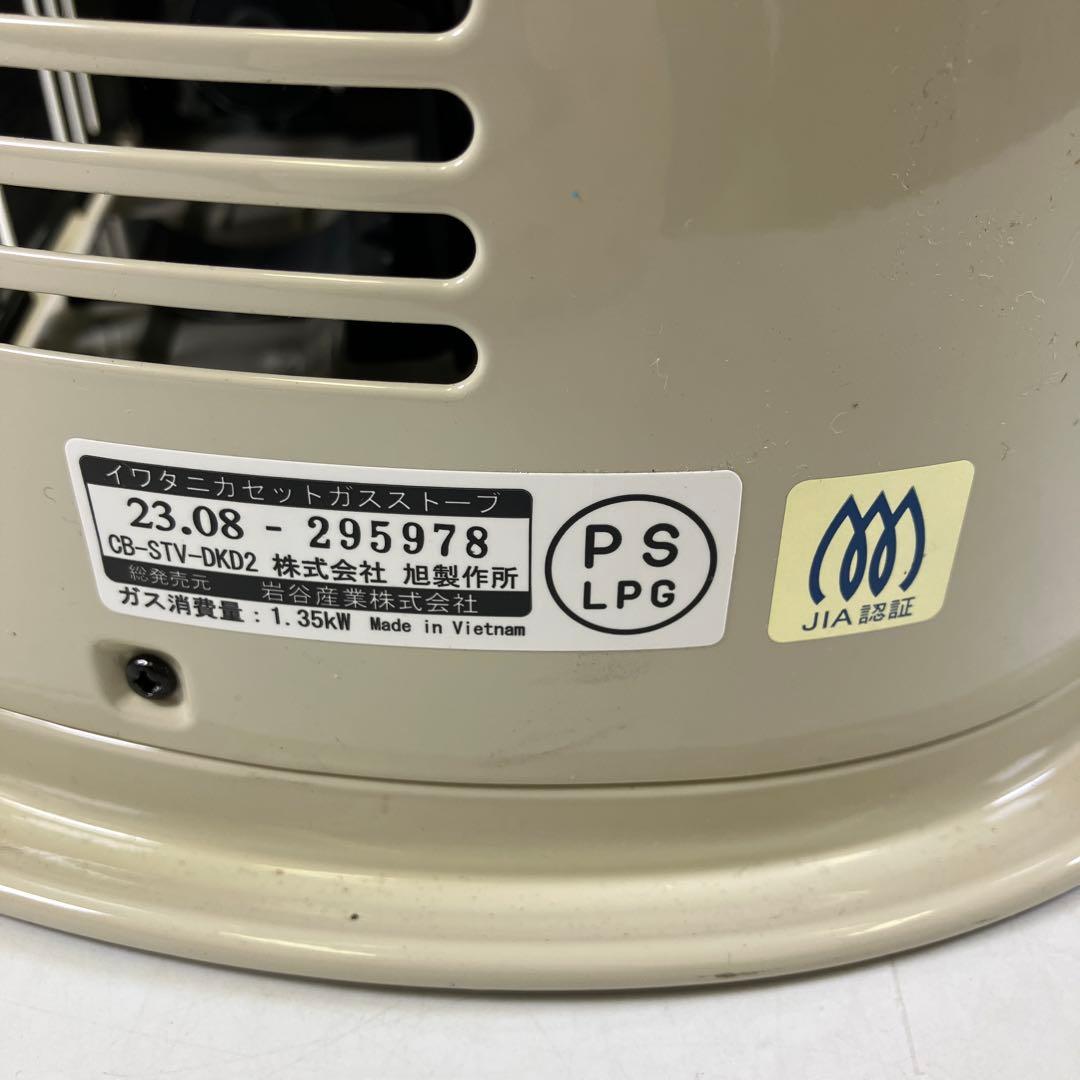 イワタニカセットガスストーブ
23.08 - 295978
CB-STV-DKD2 株式会社 旭製作所
総発売元 岩谷産業株式会社
ガス消費量：1.35kW Made in Vietnam
PS
LPG
JIA 認証